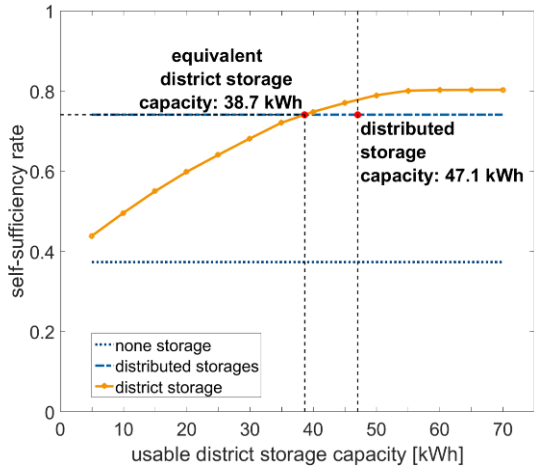 1
0.8
0.6
0.4
0.2
0
self-sufficiency rate
equivalent
district storage
capacity: 38.7 kWh
distributed
storage
capacity: 47.1 kWh
none storage
distributed storages
district storage
0 10 20 30 40 50 60 70
usable district storage capacity [kWh]